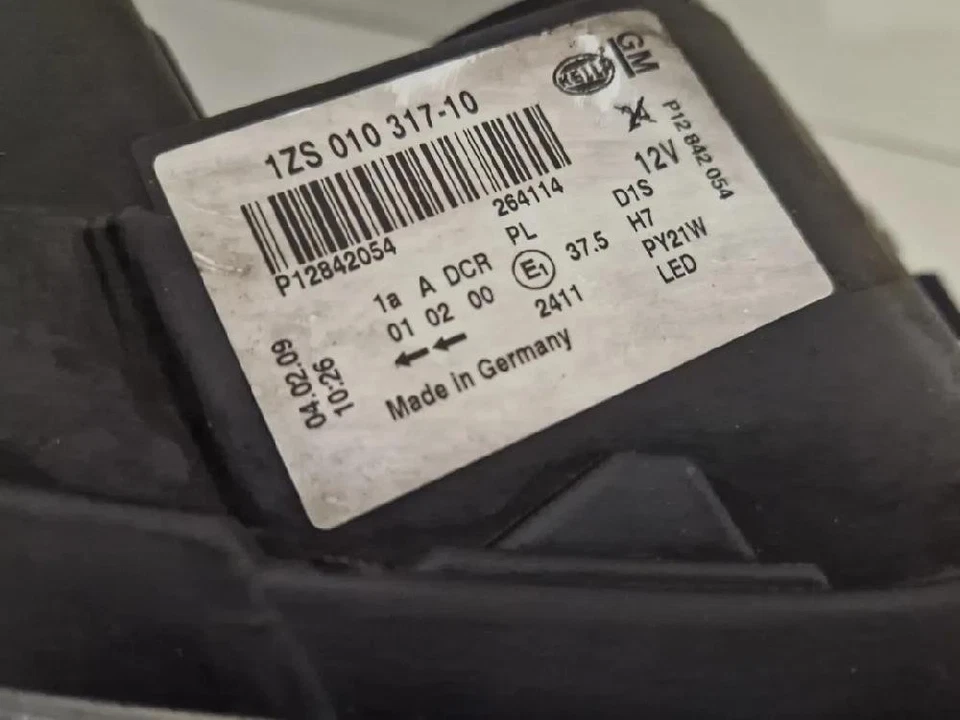 GM
HELLA
1ZS 010 317-10
P12 842 054
12V
264114
P12842054
D1S
PL
H7
1a A DCR
E1
37.5
PY21W
01 02 00
2411
LED
Made in Germany
04.02.09
10:26